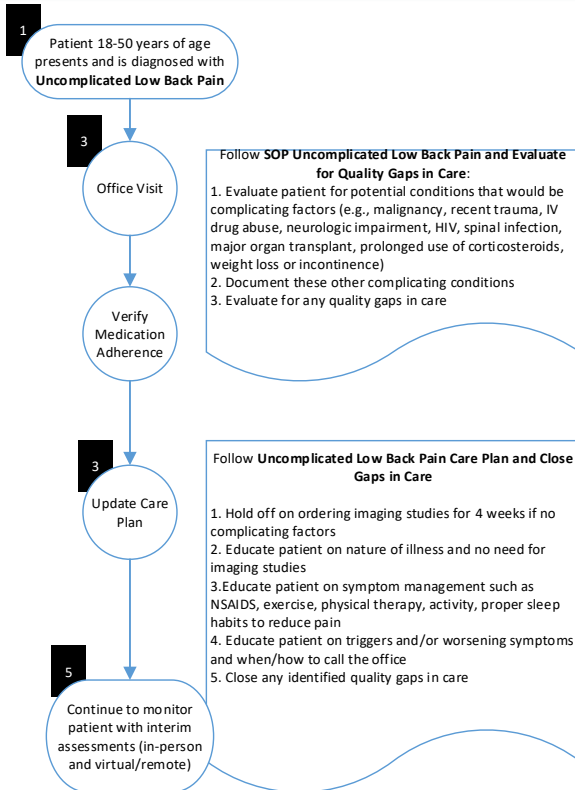 1
Patient 18-50 years of age
presents and is diagnosed with
Uncomplicated Low Back Pain
3
Office Visit
Follow SOP Uncomplicated Low Back Pain and Evaluate
for Quality Gaps in Care:
1. Evaluate patient for potential conditions that would be
complicating factors (e.g., malignancy, recent trauma, IV
drug abuse, neurologic impairment, HIV, spinal infection,
major organ transplant, prolonged use of corticosteroids,
weight loss or incontinence)
2. Document these other complicating conditions
3. Evaluate for any quality gaps in care
Verify
Medication
Adherence
3
Update Care
Plan
Follow Uncomplicated Low Back Pain Care Plan and Close
Gaps in Care
1. Hold off on ordering imaging studies for 4 weeks if no
complicating factors
2. Educate patient on nature of illness and no need for
imaging studies
3.Educate patient on symptom management such as
NSAIDS, exercise, physical therapy, activity, proper sleep
habits to reduce pain
4. Educate patient on triggers and/or worsening symptoms
and when/how to call the office
5. Close any identified quality gaps in care
5
Continue to monitor
patient with interim
assessments (in-person
and virtual/remote)